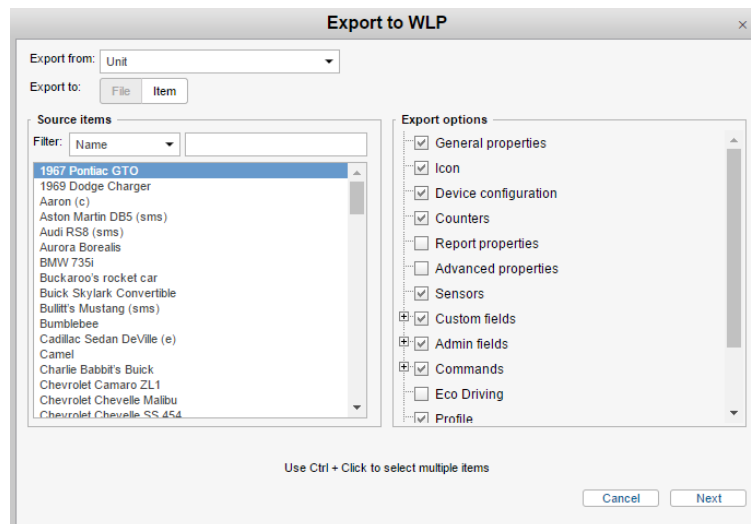 Export to WLP
×
Export from: Unit
Export to: File Item
Source items
Filter: Name
1967 Pontiac GTO
1969 Dodge Charger
Aaron (c)
Aston Martin DB5 (sms)
Audi RS8 (sms)
Aurora Borealis
BMW 735i
Buckaroo's rocket car
Buick Skylark Convertible
Bullitt's Mustang (sms)
Bumblebee
Cadillac Sedan DeVille (e)
Camel
Charlie Babbit's Buick
Chevrolet Camaro ZL1
Chevrolet Chevelle Malibu
Chevrolet Chevelle SS 454
Export options
General properties
Icon
Device configuration
Counters
Report properties
Advanced properties
Sensors
Custom fields
Admin fields
Commands
Eco Driving
Profile
Use Ctrl + Click to select multiple items
Cancel Next